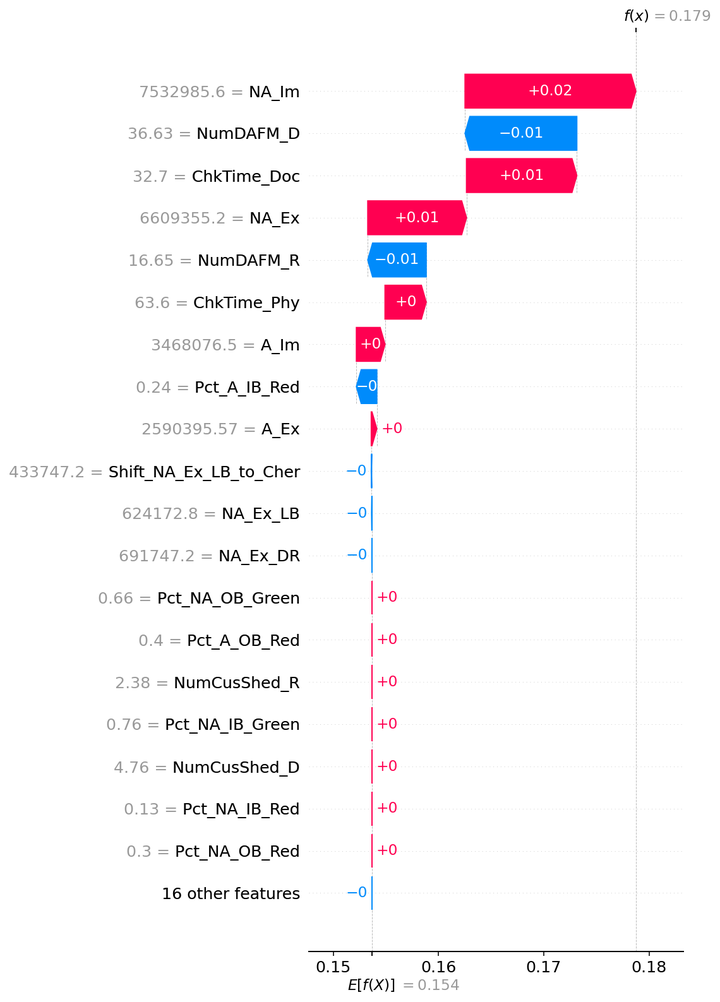 f(x) = 0.179
7532985.6 = NA_Im +0.02
36.63 = NumDAFM_D −0.01
32.7 = ChkTime_Doc +0.01
6609355.2 = NA_Ex +0.01
16.65 = NumDAFM_R −0.01
63.6 = ChkTime_Phy +0
3468076.5 = A_Im +0
0.24 = Pct_A_IB_Red −0
2590395.57 = A_Ex +0
433747.2 = Shift_NA_Ex_LB_to_Cher −0
624172.8 = NA_Ex_LB −0
691747.2 = NA_Ex_DR −0
0.66 = Pct_NA_OB_Green +0
0.4 = Pct_A_OB_Red +0
2.38 = NumCusShed_R +0
0.76 = Pct_NA_IB_Green +0
4.76 = NumCusShed_D +0
0.13 = Pct_NA_IB_Red +0
0.3 = Pct_NA_OB_Red +0
16 other features −0
0.15 0.16 0.17 0.18
E[f(X)] = 0.154